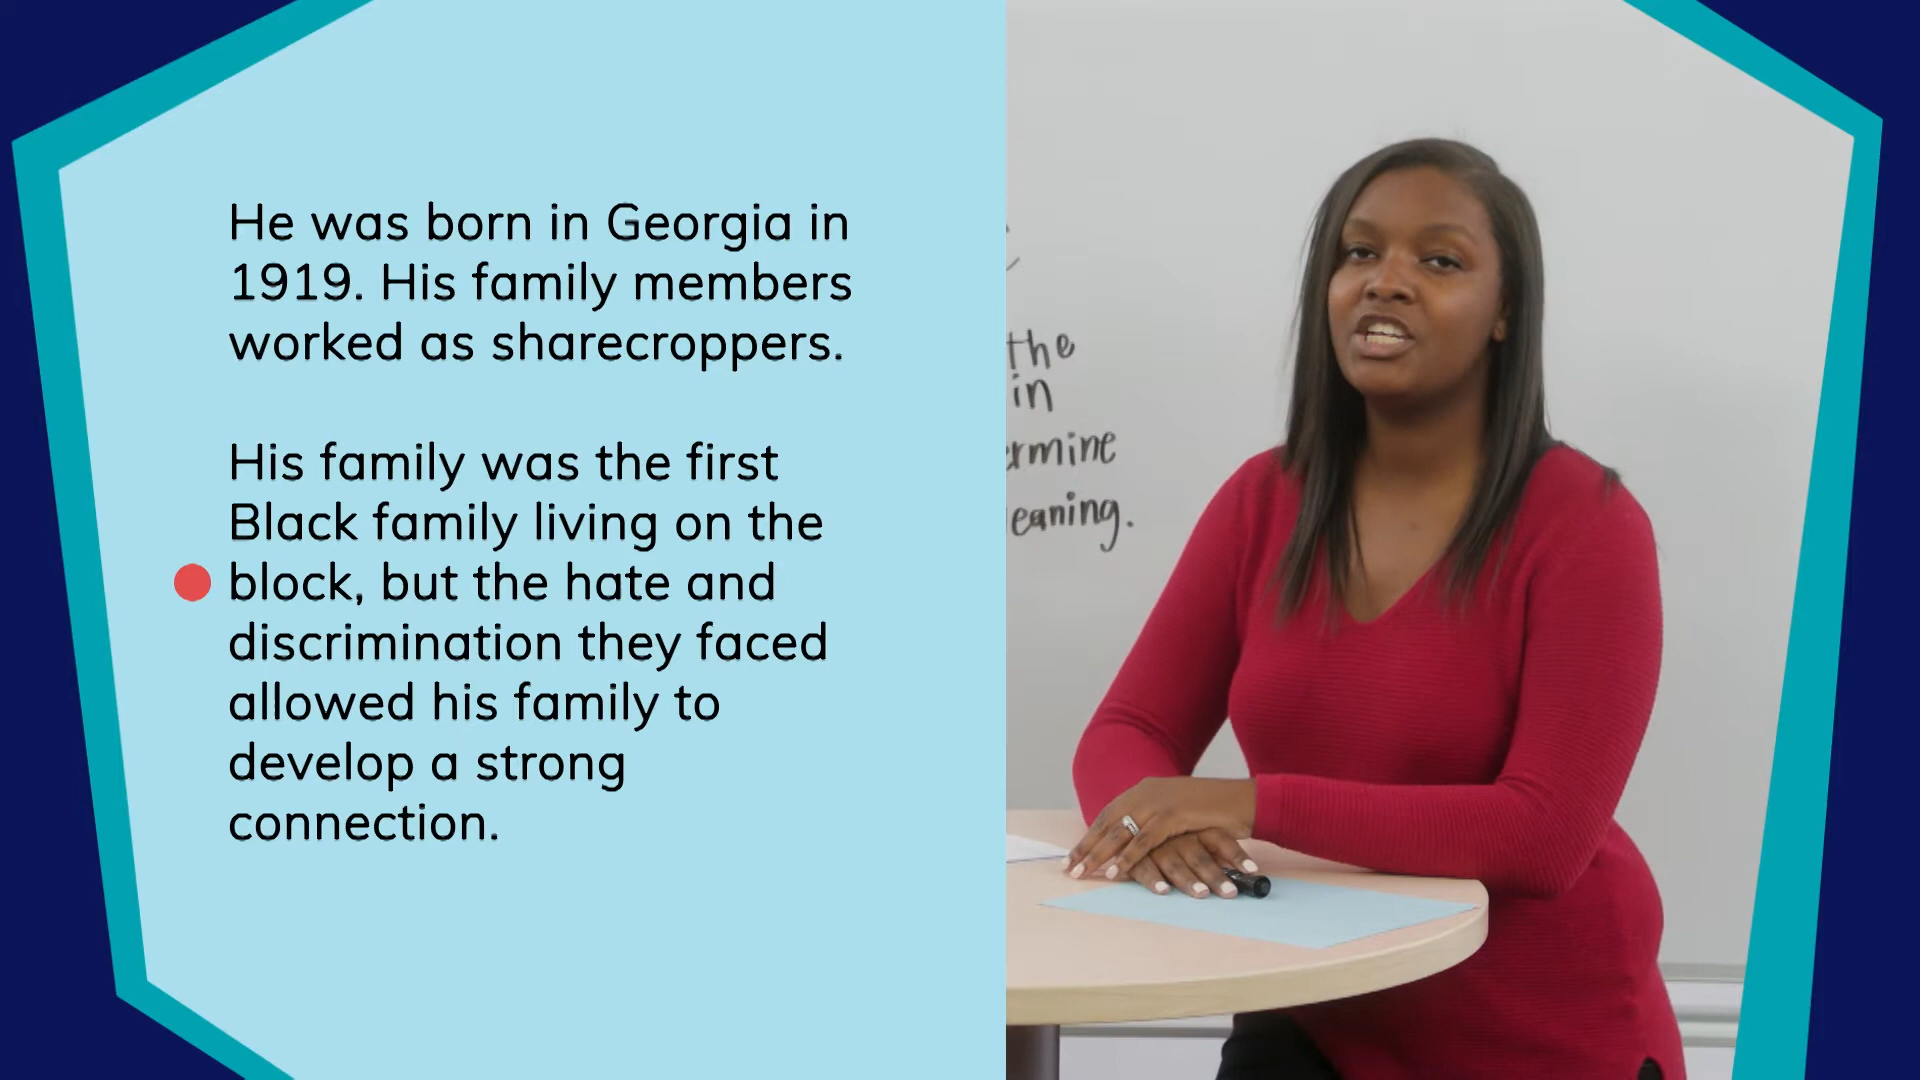 He was born in Georgia in
1919. His family members
worked as sharecroppers.
His family was the first
Black family living on the
block, but the hate and
discrimination they faced
allowed his family to
develop a strong
connection.
the
in